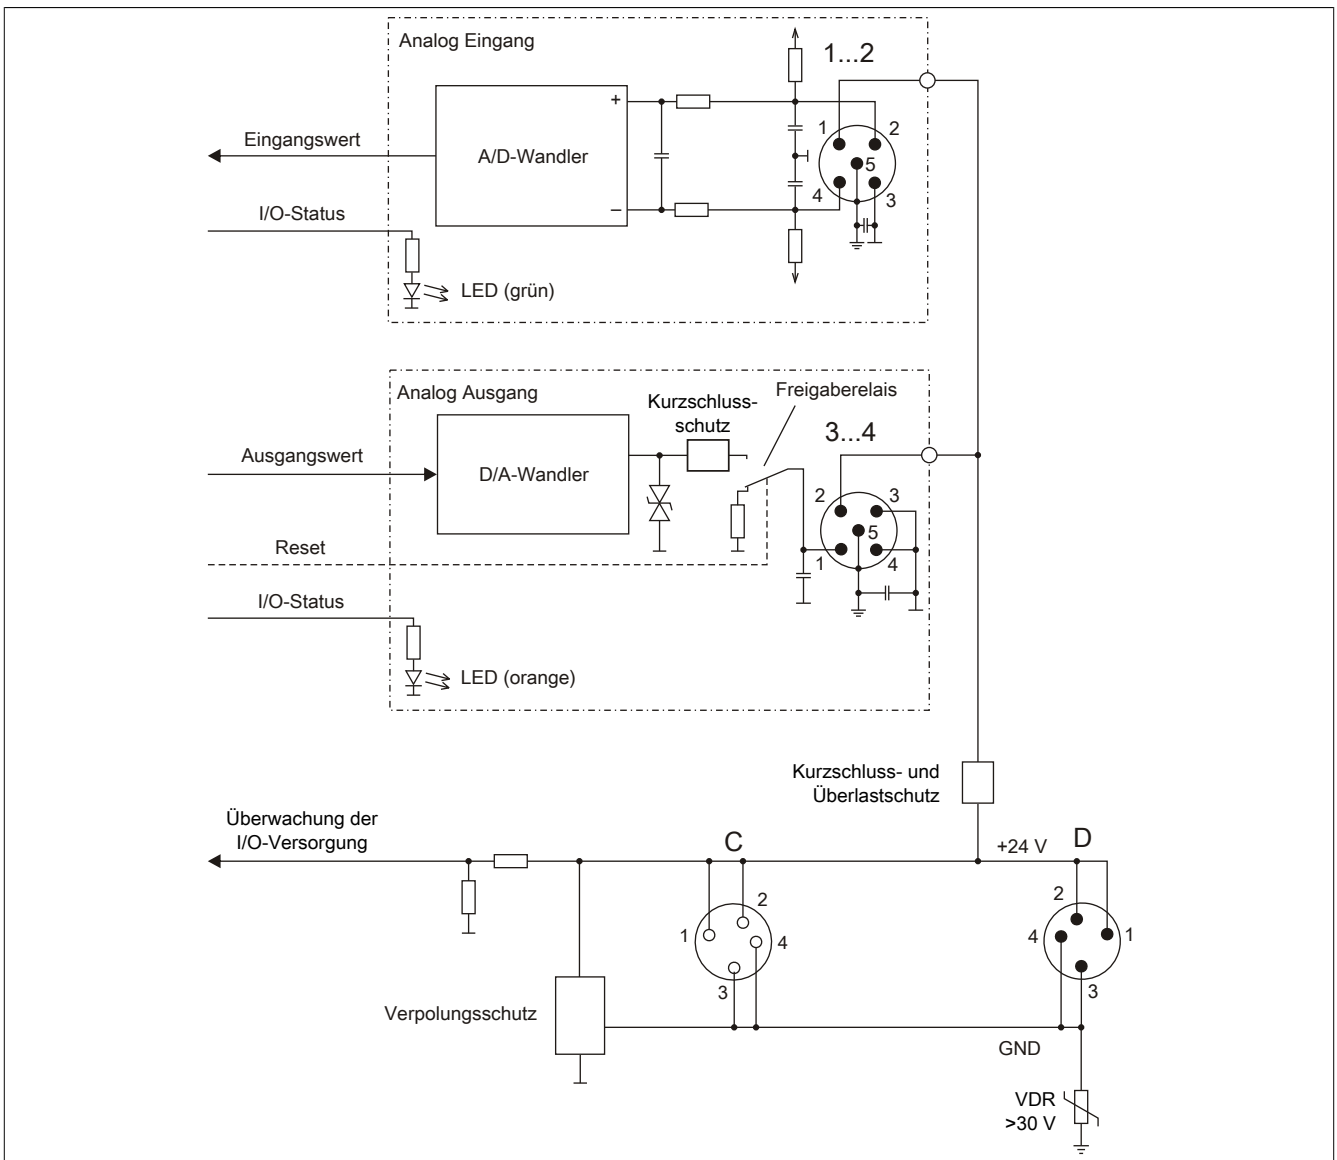 Analog Eingang
1...2
+
1
2
Eingangswert
A/D-Wandler
5
4
3
–
I/O-Status
LED (grün)
Analog Ausgang
Freigaberelais
Kurzschluss-
schutz
3...4
Ausgangswert
D/A-Wandler
2
3
5
Reset
1
4
I/O-Status
LED (orange)
Kurzschluss- und
Überlastschutz
Überwachung der
I/O-Versorgung
C
+24 V
D
2
2
1
4
4
1
3
3
Verpolungsschutz
GND
VDR
>30 V